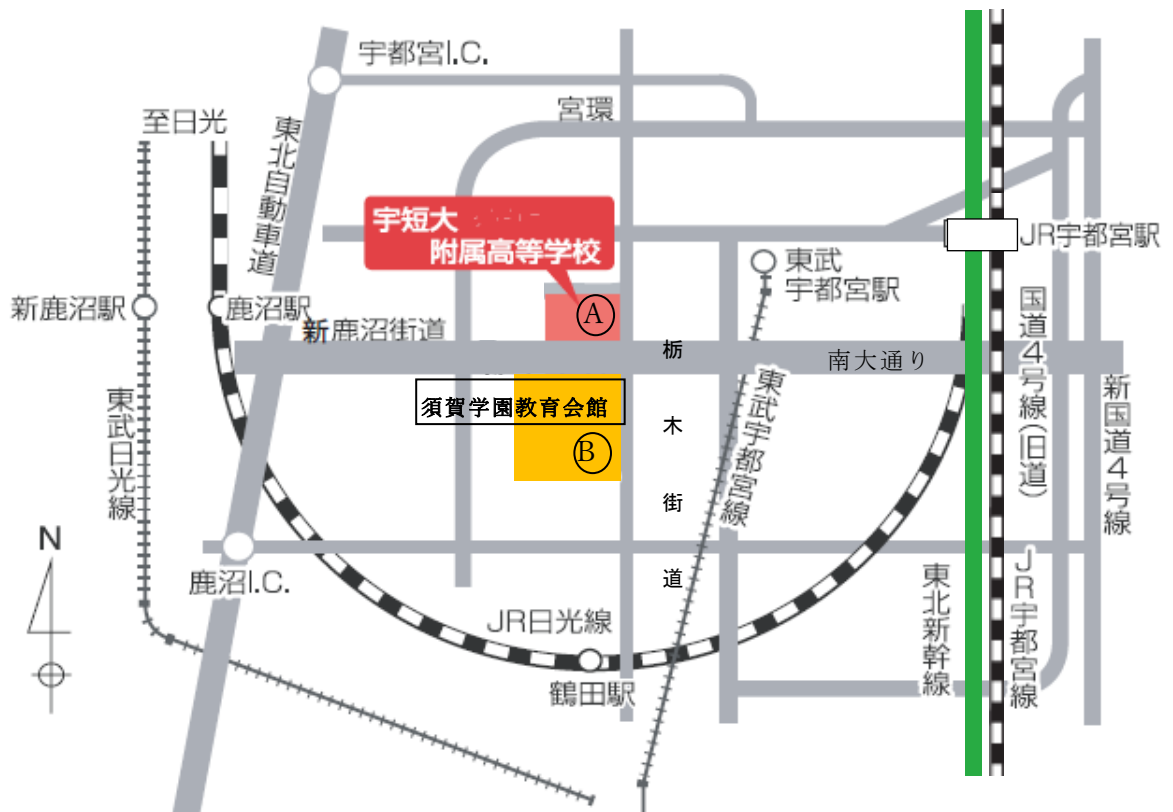 宇都宮I.C.
宮環
至日光
東北自動車道
宇短大
附属高等学校
JR宇都宮駅
東武
宇都宮駅
新鹿沼駅
鹿沼駅
新鹿沼街道
Ⓐ
南大通り
栃木街道
須賀学園教育会館
Ⓑ
東武日光線
東武宇都宮線
国道4号線(旧道)
新国道4号線
N
鹿沼I.C.
JR日光線
鶴田駅
東北新幹線
JR宇都宮線